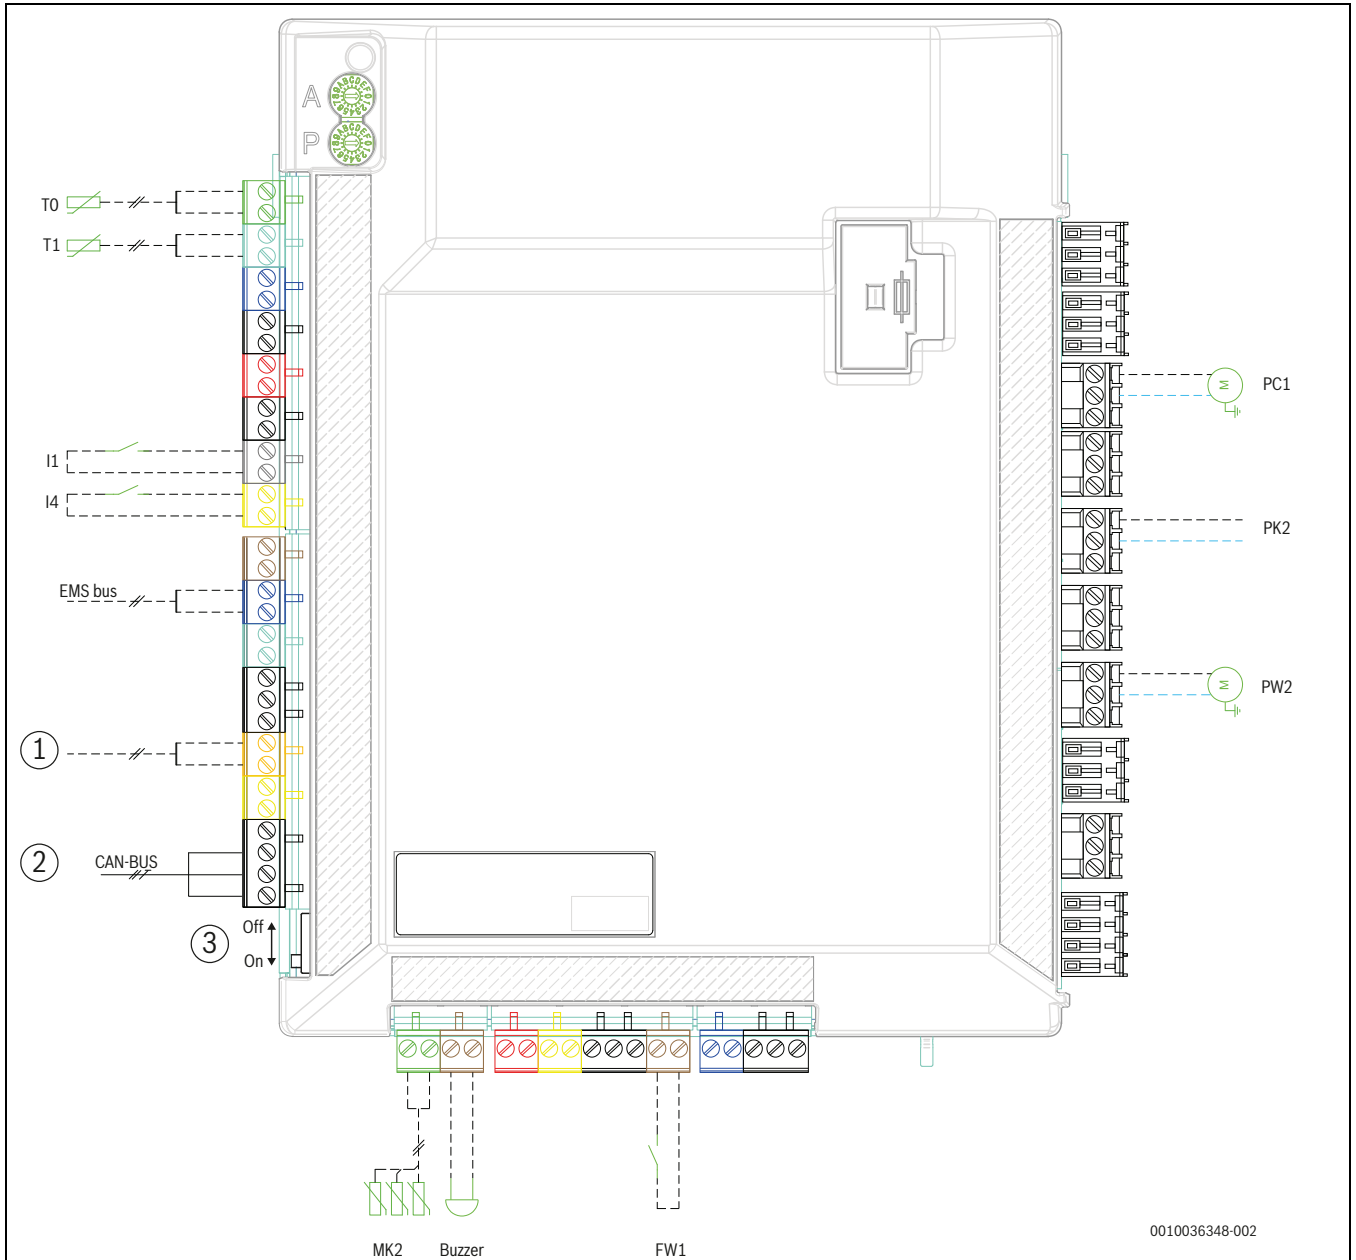 A
P
T0
T1
I1
I4
EMS bus
1
2
CAN-BUS
3
Off
On
M
PC1
PK2
M
PW2
MK2
Buzzer
FW1
0010036348-002